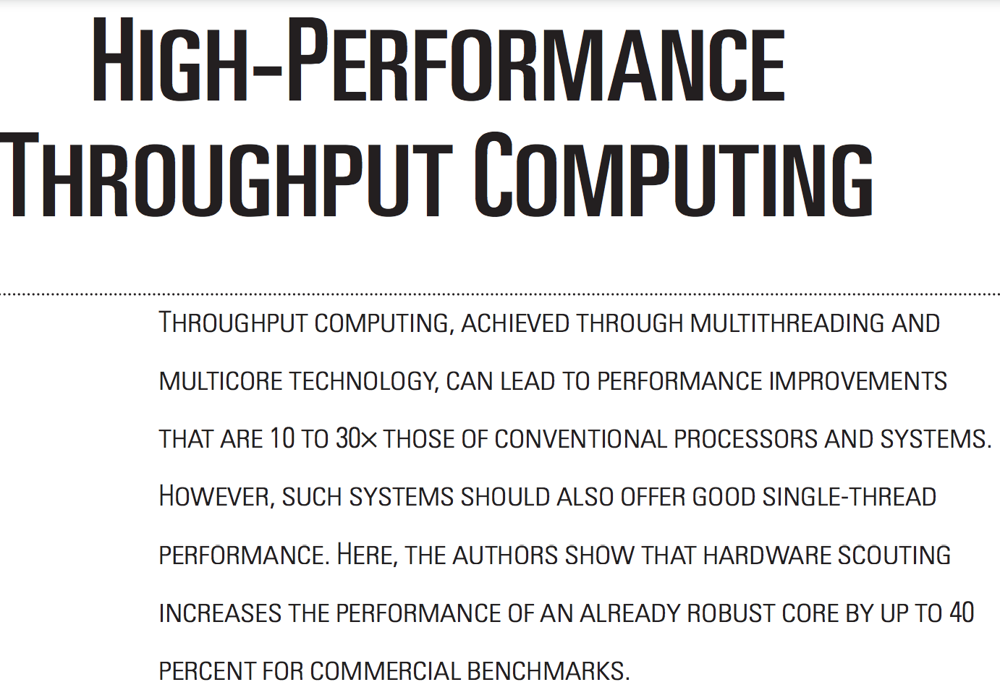 HIGH-PERFORMANCE
THROUGHPUT COMPUTING
THROUGHPUT COMPUTING, ACHIEVED THROUGH MULTITHREADING AND
MULTICORE TECHNOLOGY, CAN LEAD TO PERFORMANCE IMPROVEMENTS
THAT ARE 10 TO 30× THOSE OF CONVENTIONAL PROCESSORS AND SYSTEMS.
HOWEVER, SUCH SYSTEMS SHOULD ALSO OFFER GOOD SINGLE-THREAD
PERFORMANCE. HERE, THE AUTHORS SHOW THAT HARDWARE SCOUTING
INCREASES THE PERFORMANCE OF AN ALREADY ROBUST CORE BY UP TO 40
PERCENT FOR COMMERCIAL BENCHMARKS.